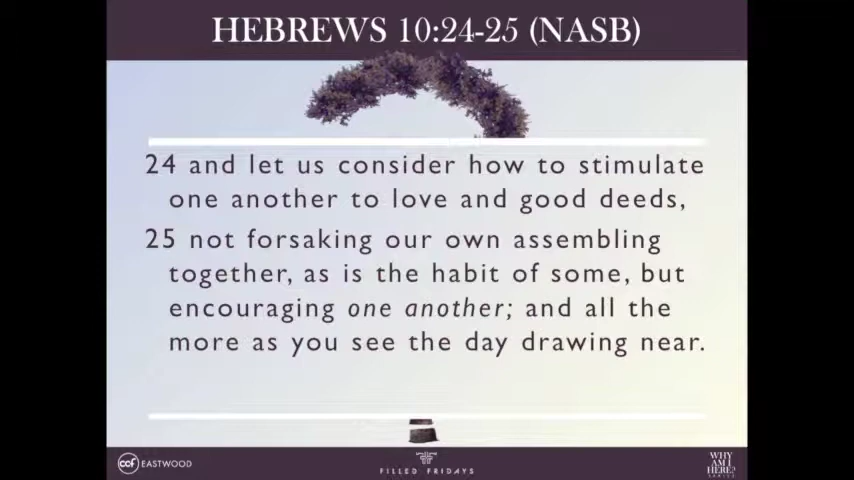 HEBREWS 10:24-25 (NASB)
24 and let us consider how to stimulate
one another to love and good deeds,
25 not forsaking our own assembling
together, as is the habit of some, but
encouraging one another; and all the
more as you see the day drawing near.
ccf EASTWOOD
FILLED FRIDAYS
WHY
AM I
HERE?
SERIES